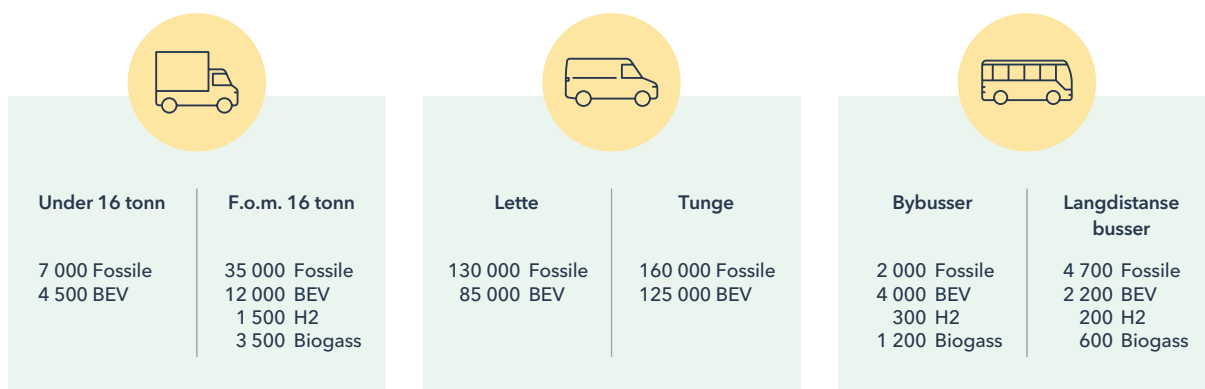 Under 16 tonn
7 000 Fossile
4 500 BEV
F.o.m. 16 tonn
35 000 Fossile
12 000 BEV
1 500 H2
3 500 Biogass
Lette
130 000 Fossile
85 000 BEV
Tunge
160 000 Fossile
125 000 BEV
Bybusser
2 000 Fossile
4 000 BEV
300 H2
1 200 Biogass
Langdistanse
busser
4 700 Fossile
2 200 BEV
200 H2
600 Biogass